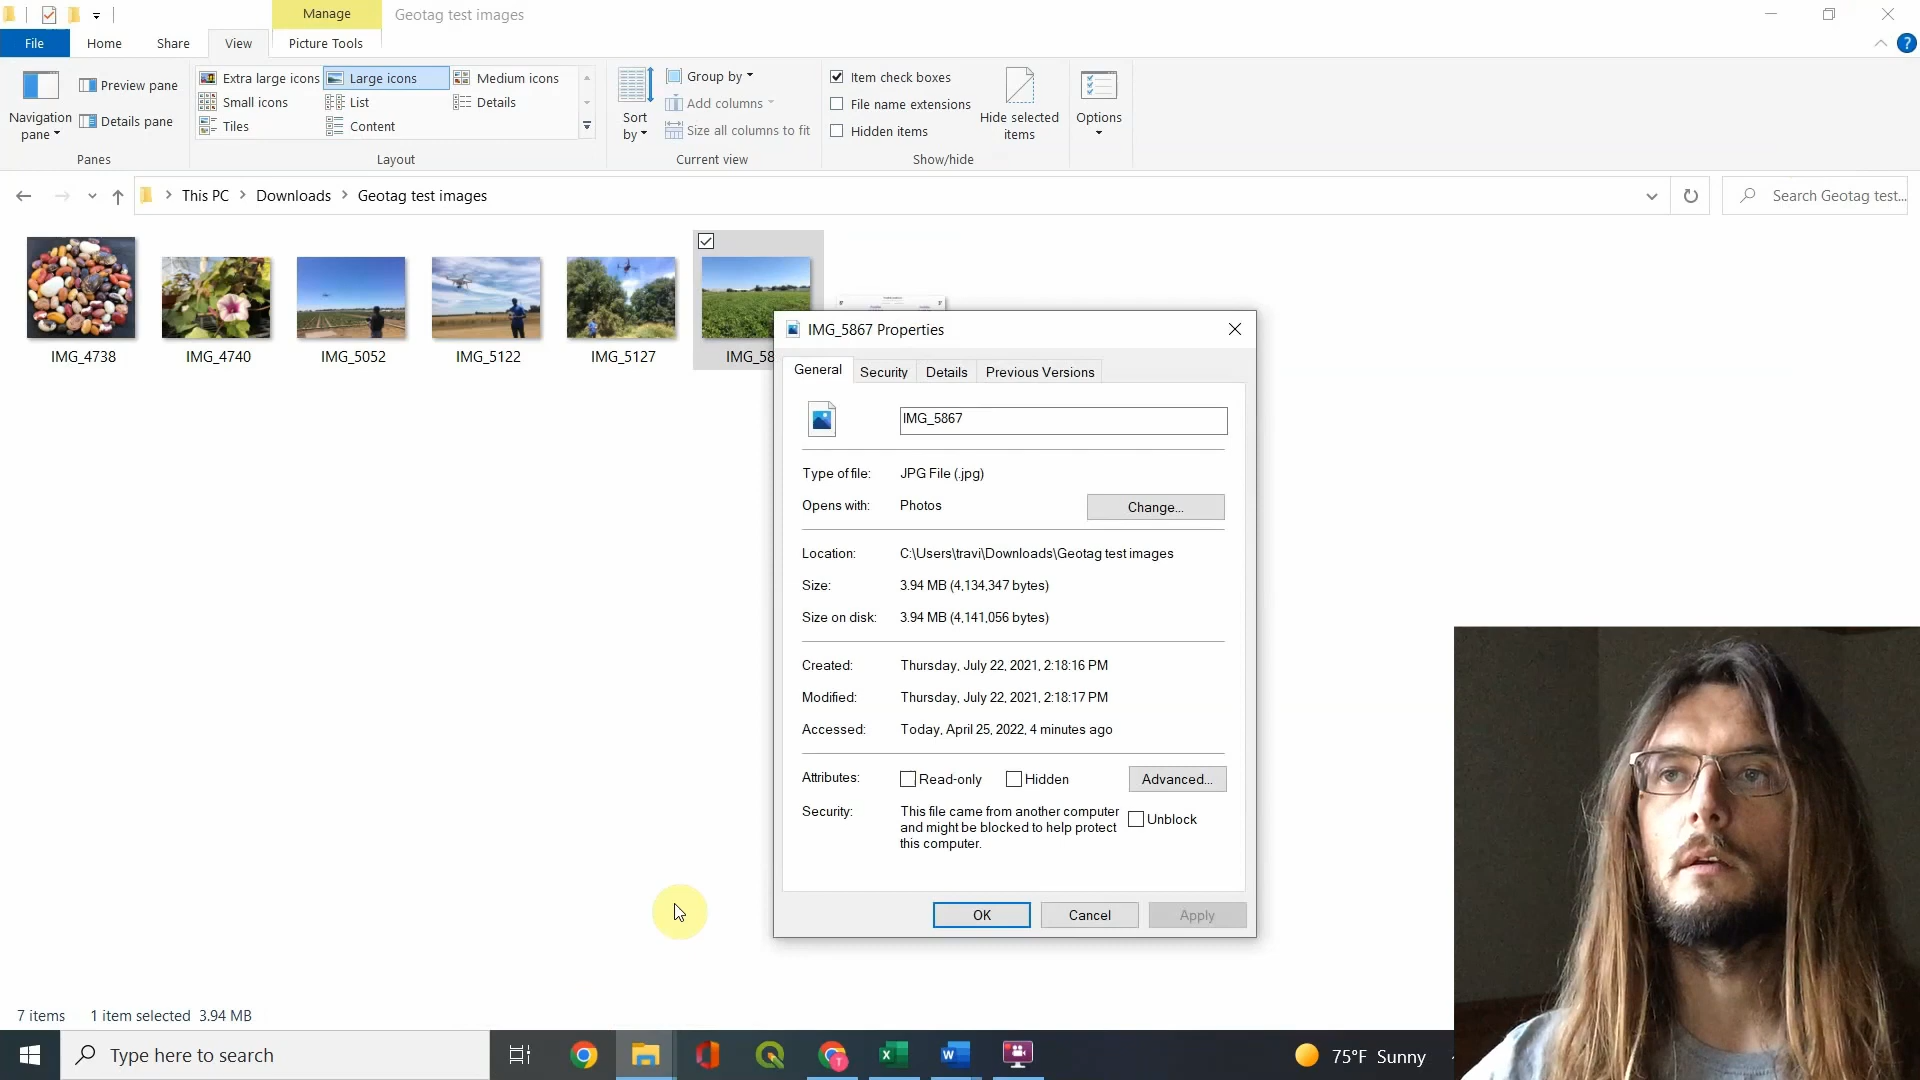 Manage
Geotag test images
File
Home
Share
View
Picture Tools
?
Navigation pane
Preview pane
Details pane
Panes
Extra large icons
Large icons
Medium icons
Small icons
List
Details
Tiles
Content
Layout
Sort by
Group by
Add columns
Size all columns to fit
Current view
Item check boxes
File name extensions
Hidden items
Hide selected items
Show/hide
Options
This PC > Downloads > Geotag test images
Search Geotag test...
IMG_4738
IMG_4740
IMG_5052
IMG_5122
IMG_5127
IMG_58
IMG_5867 Properties
General
Security
Details
Previous Versions
IMG_5867
Type of file: JPG File (.jpg)
Opens with: Photos
Change...
Location: C:\Users\travi\Downloads\Geotag test images
Size: 3.94 MB (4,134,347 bytes)
Size on disk: 3.94 MB (4,141,056 bytes)
Created: Thursday, July 22, 2021, 2:18:16 PM
Modified: Thursday, July 22, 2021, 2:18:17 PM
Accessed: Today, April 25, 2022, 4 minutes ago
Attributes: Read-only Hidden
Advanced...
Security: This file came from another computer
and might be blocked to help protect
this computer.
Unblock
OK
Cancel
Apply
7 items 1 item selected 3.94 MB
Type here to search
T
75°F Sunny